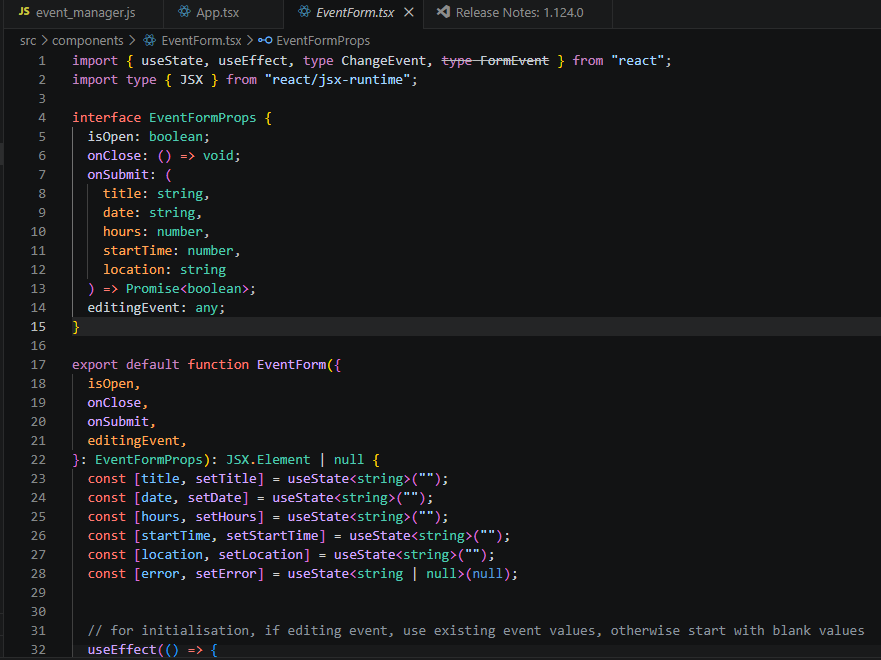 JS event_manager.js App.tsx EventForm.tsx Release Notes: 1.124.0
src > components > EventForm.tsx > EventFormProps
1 import { useState, useEffect, type ChangeEvent, type FormEvent } from "react";
2 import type { JSX } from "react/jsx-runtime";
3
4 interface EventFormProps {
5 isOpen: boolean;
6 onClose: () => void;
7 onSubmit: (
8 title: string,
9 date: string,
10 hours: number,
11 startTime: number,
12 location: string
13 ) => Promise<boolean>;
14 editingEvent: any;
15 }
16
17 export default function EventForm({
18 isOpen,
19 onClose,
20 onSubmit,
21 editingEvent,
22 }: EventFormProps): JSX.Element | null {
23 const [title, setTitle] = useState<string>("");
24 const [date, setDate] = useState<string>("");
25 const [hours, setHours] = useState<string>("");
26 const [startTime, setStartTime] = useState<string>("");
27 const [location, setLocation] = useState<string>("");
28 const [error, setError] = useState<string | null>(null);
29
30
31 // for initialisation, if editing event, use existing event values, otherwise start with blank values
32 useEffect(() => {